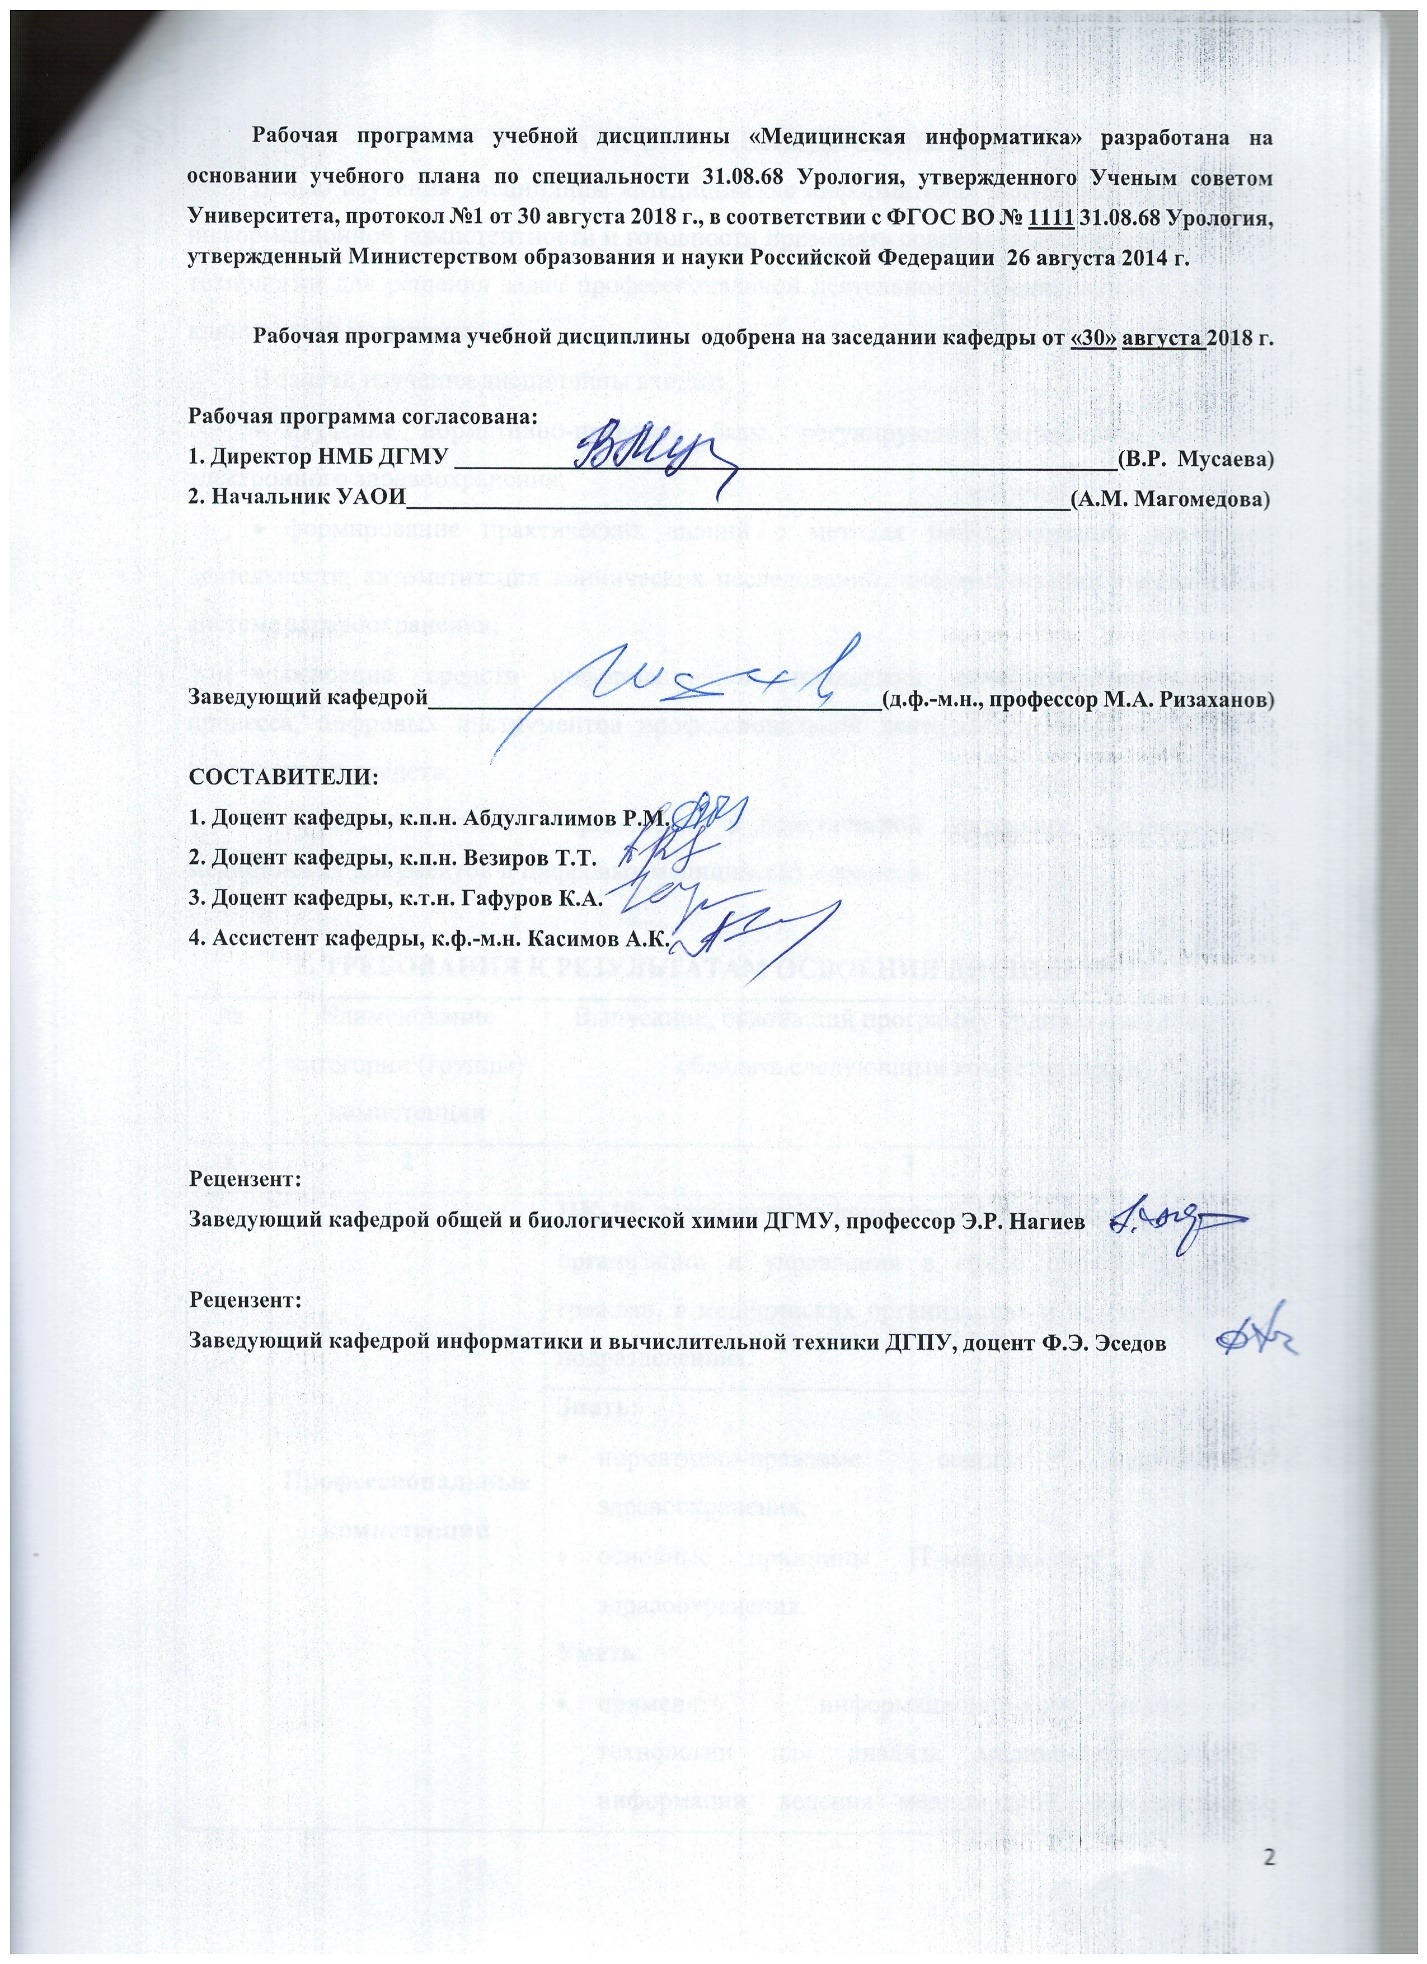 Рабочая программа учебной дисциплины «Медицинская информатика» разработана на
основании учебного плана по специальности 31.08.68 Урология, утвержденного Ученым советом
Университета, протокол №1 от 30 августа 2018 г., в соответствии с ФГОС ВО № 1111 31.08.68 Урология,
утвержденный Министерством образования и науки Российской Федерации 26 августа 2014 г.
Рабочая программа учебной дисциплины одобрена на заседании кафедры от «30» августа 2018 г.
Рабочая программа согласована:
1. Директор НМБ ДГМУ (В.Р. Мусаева)
2. Начальник УАОИ (А.М. Магомедова)
Заведующий кафедрой (д.ф.-м.н., профессор М.А. Ризаханов)
СОСТАВИТЕЛИ:
1. Доцент кафедры, к.п.н. Абдулгалимов Р.М.
2. Доцент кафедры, к.п.н. Везиров Т.Т.
3. Доцент кафедры, к.т.н. Гафуров К.А.
4. Ассистент кафедры, к.ф.-м.н. Касимов А.К.
Рецензент:
Заведующий кафедрой общей и биологической химии ДГМУ, профессор Э.Р. Нагиев
Рецензент:
Заведующий кафедрой информатики и вычислительной техники ДГПУ, доцент Ф.Э. Эседов
2